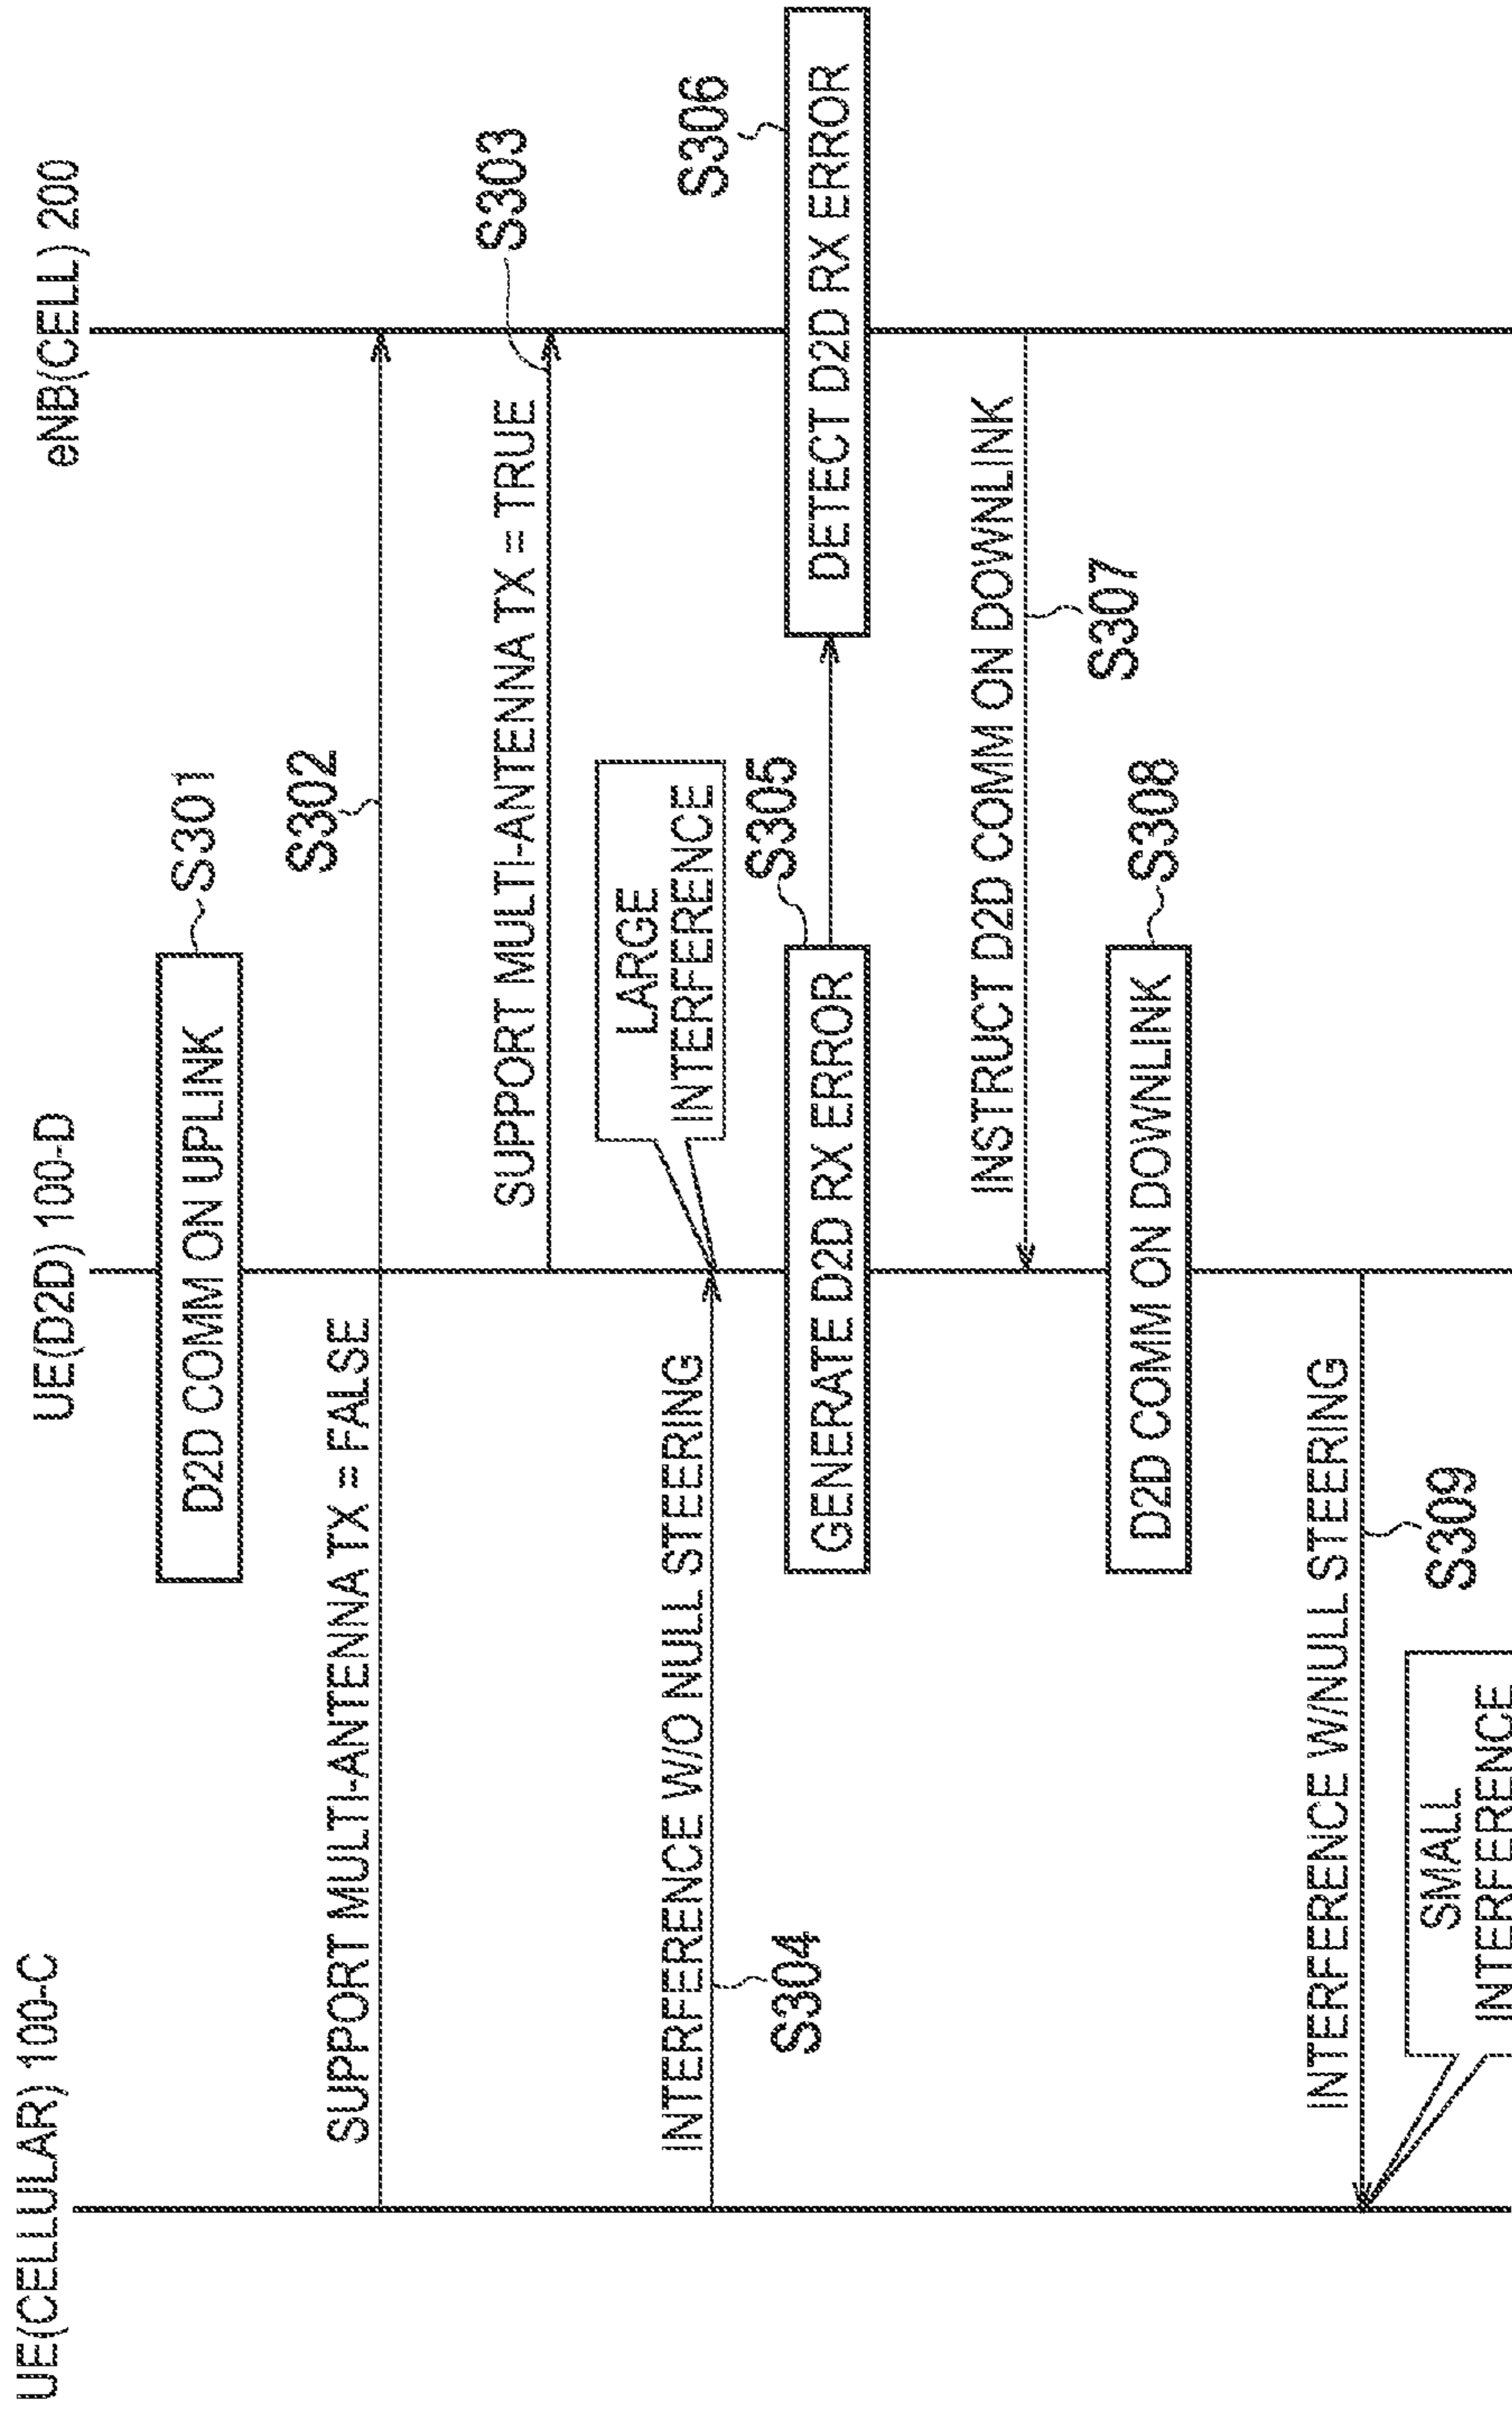 UE(CELLULAR) 100-C
UE(D2D) 100-D
eNB(CELL) 200
D2D COMM ON UPLINK
S301
SUPPORT MULTI-ANTENNA TX = FALSE
S302
SUPPORT MULTI-ANTENNA TX = TRUE
S303
INTERFERENCE W/O NULL STEERING
S304
LARGE
INTERFERENCE
GENERATE D2D RX ERROR
S305
DETECT D2D RX ERROR
S306
INSTRUCT D2D COMM ON DOWNLINK
S307
D2D COMM ON DOWNLINK
S308
INTERFERENCE W/NULL STEERING
S309
SMALL
INTERFERENCE